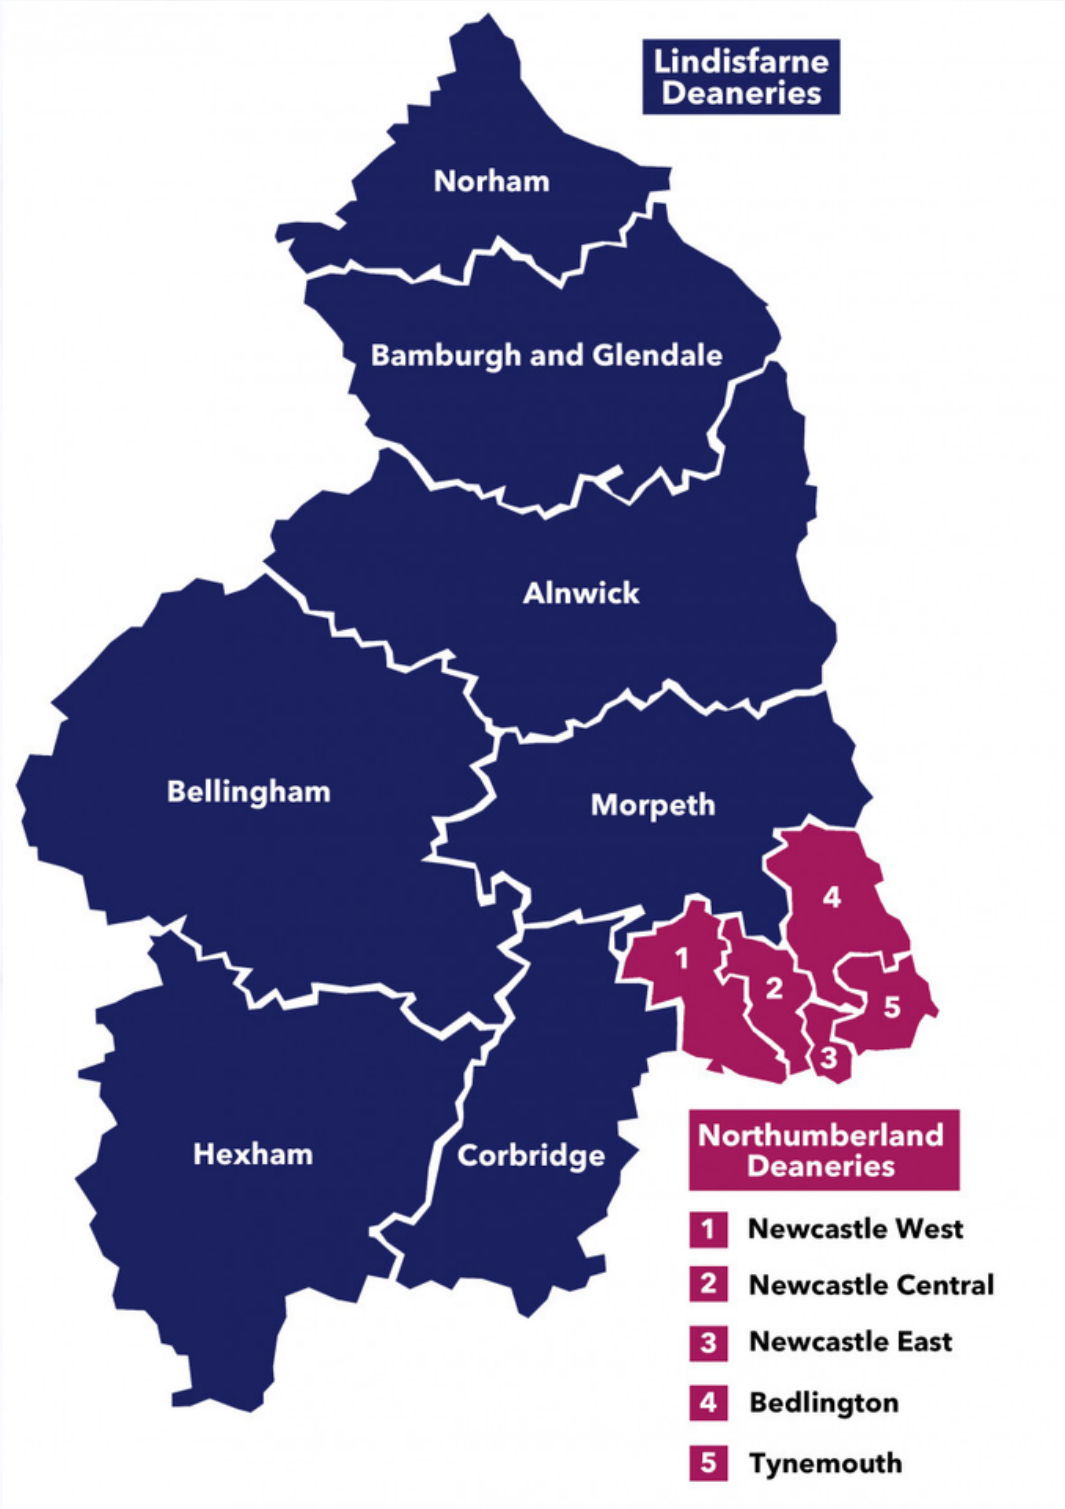 Lindisfarne
Deaneries
Norham
Bamburgh and Glendale
Alnwick
Bellingham
Morpeth
4
1
2
5
3
Hexham
Corbridge
Northumberland
Deaneries
1 Newcastle West
2 Newcastle Central
3 Newcastle East
4 Bedlington
5 Tynemouth